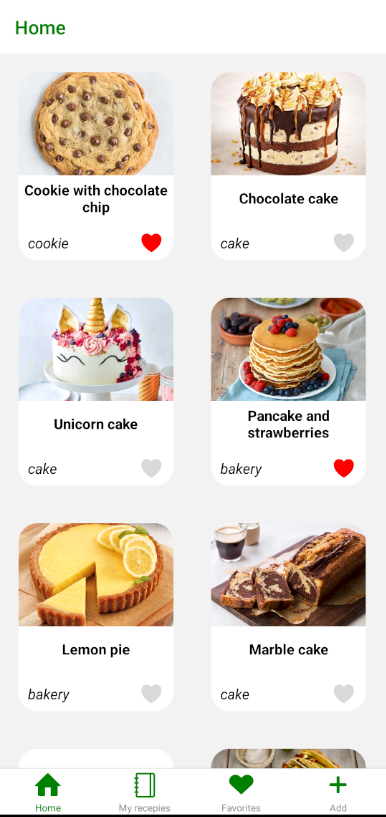 Home
Cookie with chocolate
chip
cookie
Chocolate cake
cake
Unicorn cake
cake
Pancake and
strawberries
bakery
Lemon pie
bakery
Marble cake
cake
Home
My recepies
Favorites
Add